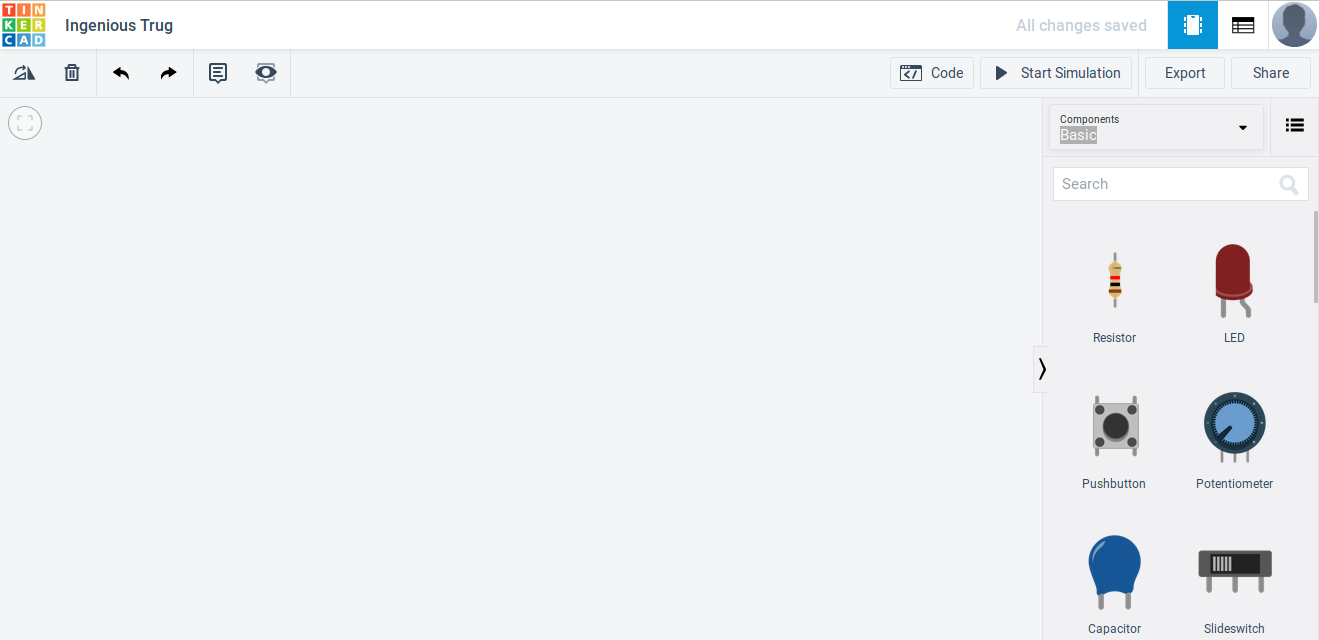 TIN
KER
CAD
Ingenious Trug
All changes saved
Code
Start Simulation
Export
Share
Components
Basic
Search
Resistor
LED
Pushbutton
Potentiometer
Capacitor
Slideswitch